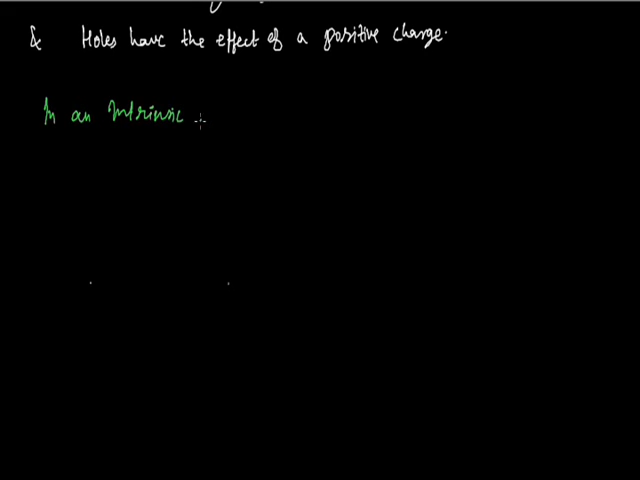 & Holes have the effect of a positive charge.
In an Intrinsic